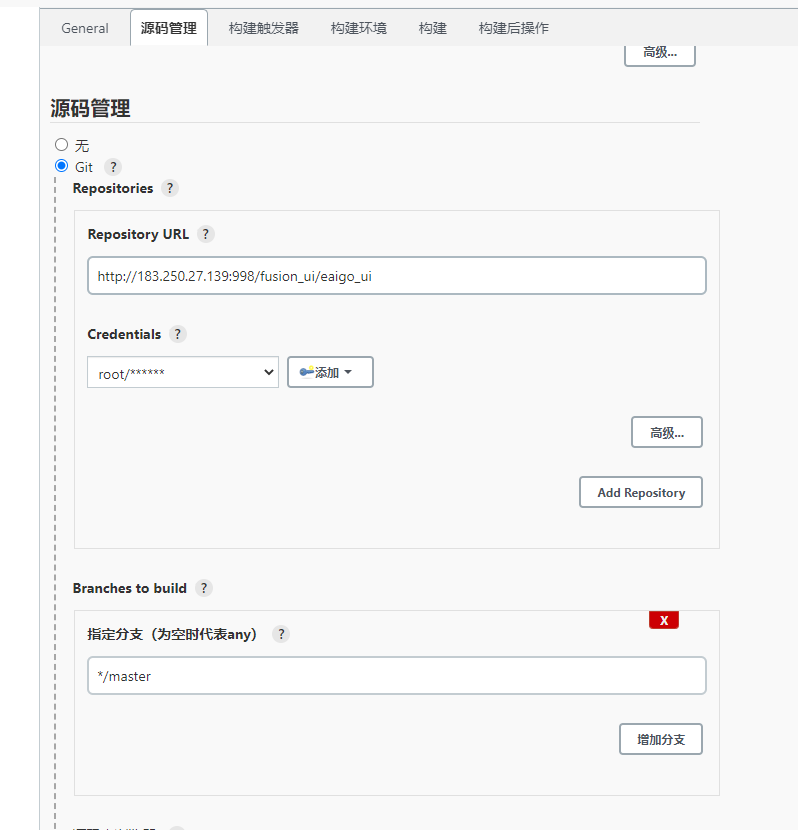 General 源码管理 构建触发器 构建环境 构建 构建后操作
高级...
源码管理
无
Git ?
Repositories ?
Repository URL ?
http://183.250.27.139:998/fusion_ui/eaigo_ui
Credentials ?
root/****** 添加
高级...
Add Repository
Branches to build ?
X
指定分支（为空时代表any） ?
*/master
增加分支